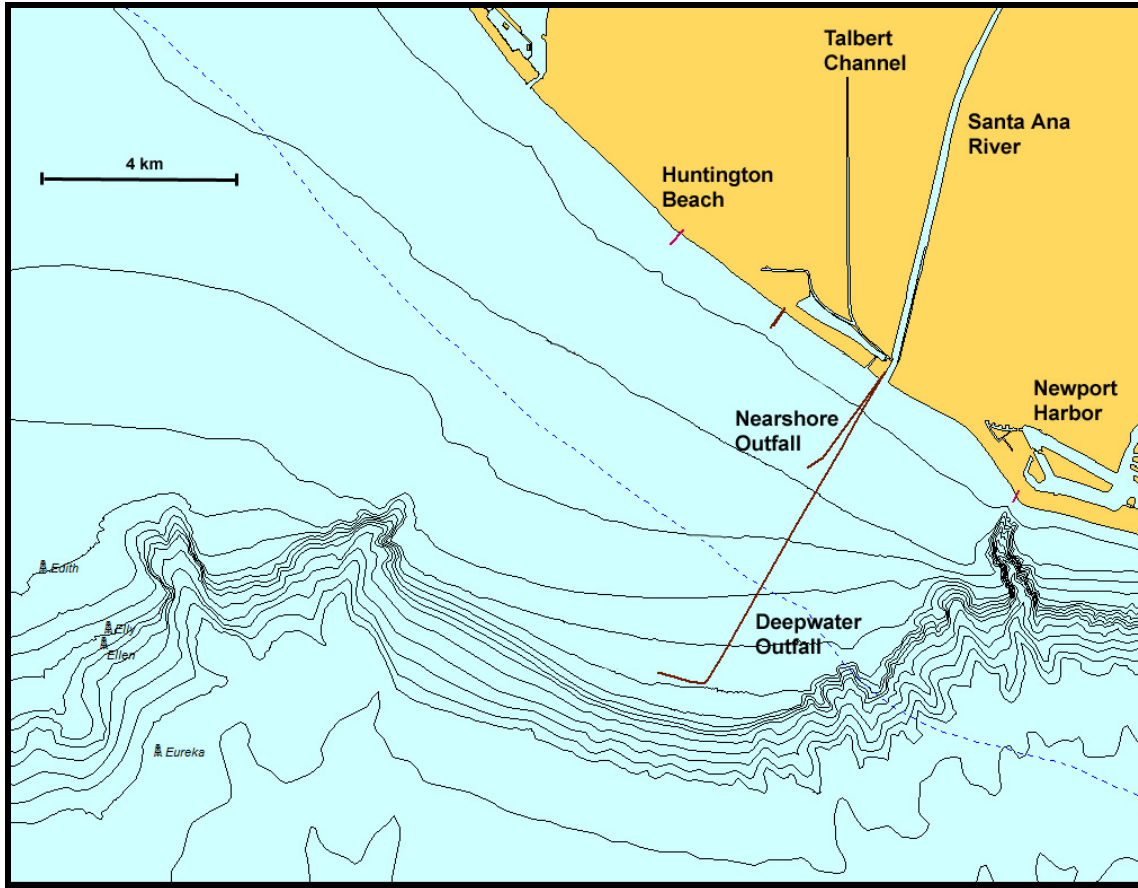 Talbert
Channel
Santa Ana
River
4 km
Huntington
Beach
Newport
Harbor
Nearshore
Outfall
Edith
Elly
Ellen
Deepwater
Outfall
Eureka